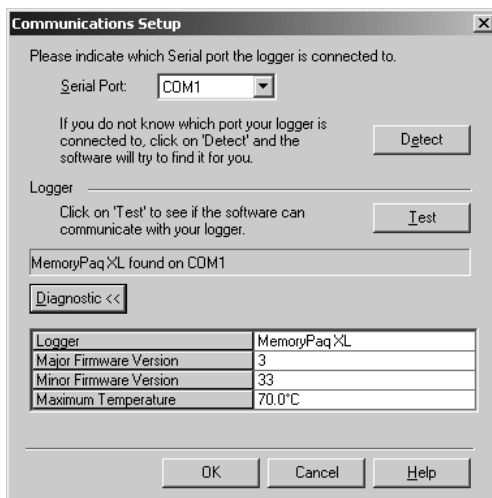 Communications Setup
Please indicate which Serial port the logger is connected to.
Serial Port: COM1
If you do not know which port your logger is
connected to, click on 'Detect' and the
software will try to find it for you.
Detect
Logger
Click on 'Test' to see if the software can
communicate with your logger.
Test
MemoryPaq XL found on COM1
Diagnostic <<
Logger MemoryPaq XL
Major Firmware Version 3
Minor Firmware Version 33
Maximum Temperature 70.0°C
OK Cancel Help